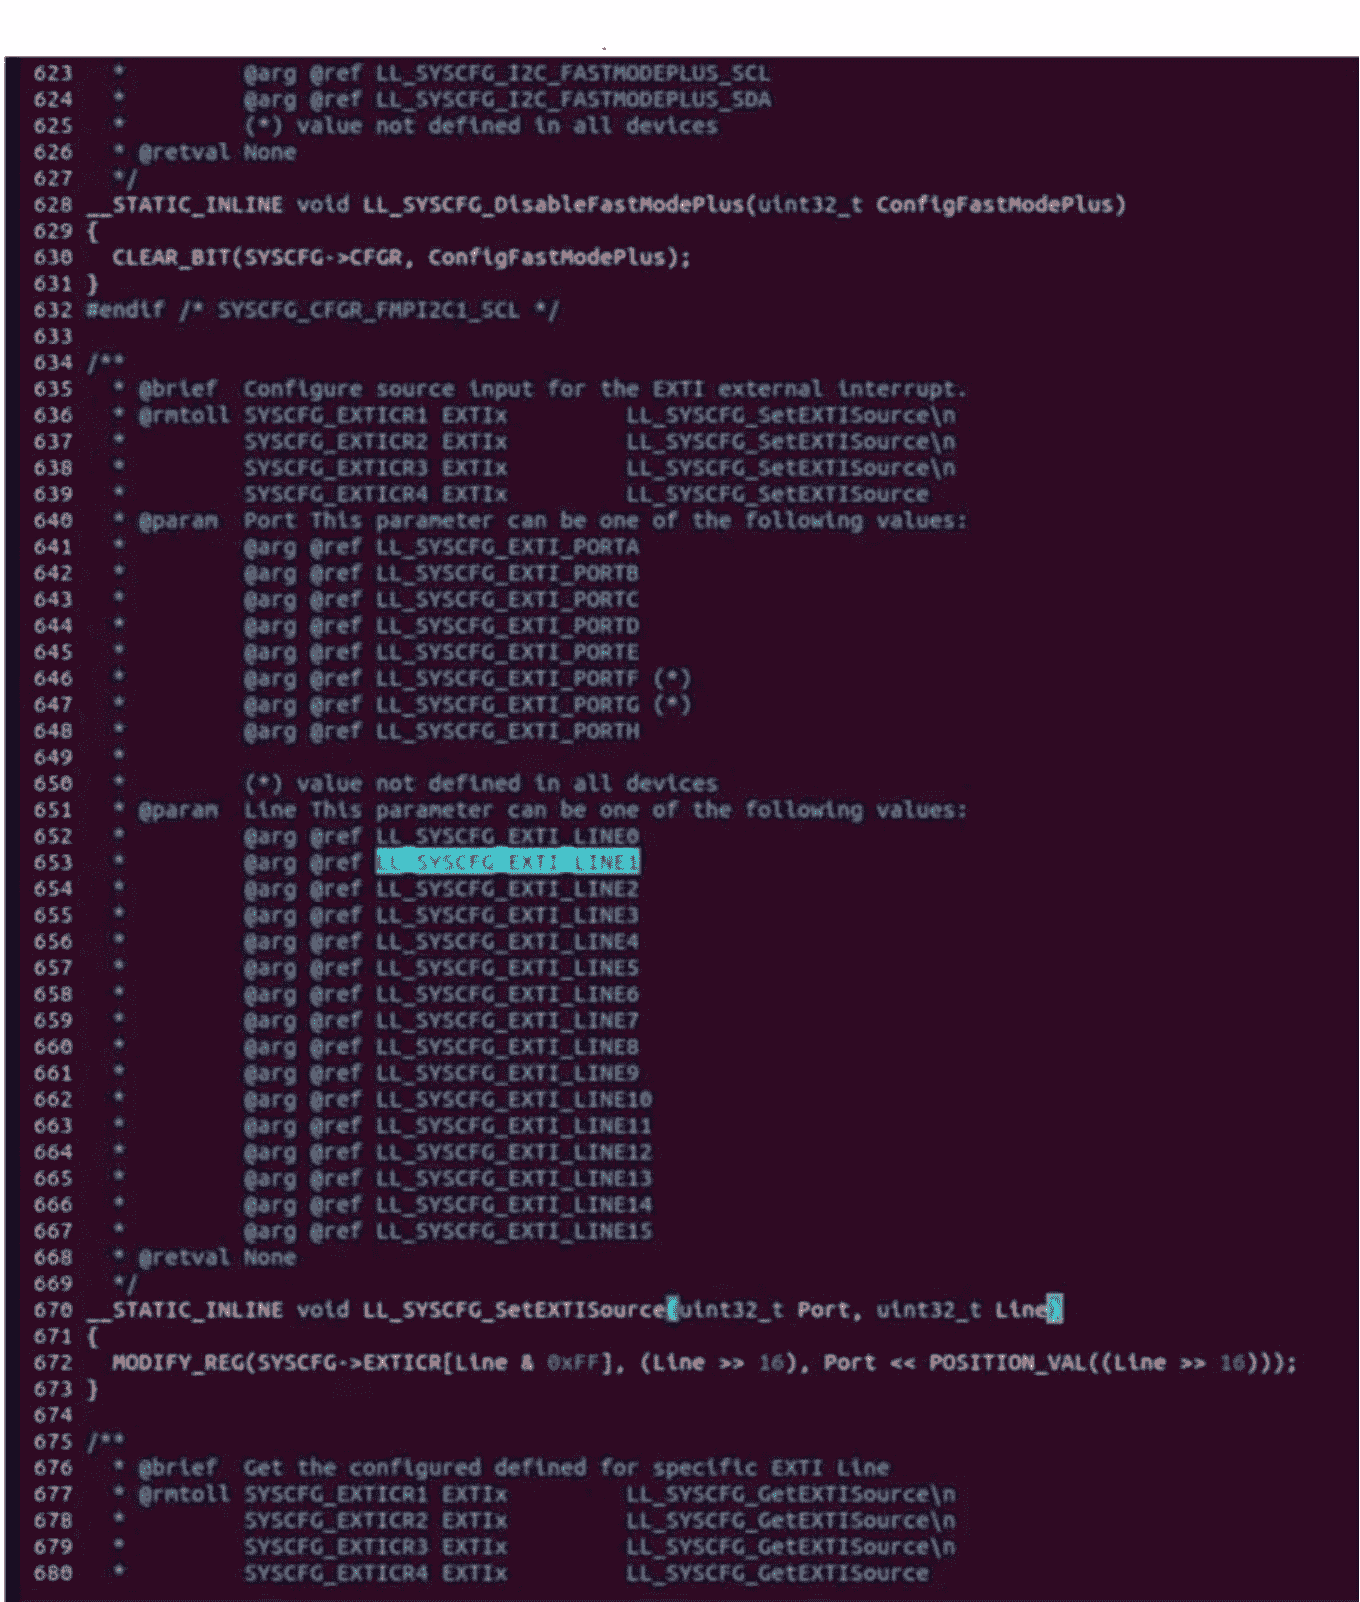 623   *         @arg @ref LL_SYSCFG_I2C_FASTMODEPLUS_SCL
624   *         @arg @ref LL_SYSCFG_I2C_FASTMODEPLUS_SDA
625   *         (*) value not defined in all devices
626   * @retval None
627   */
628 __STATIC_INLINE void LL_SYSCFG_DisableFastModePlus(uint32_t ConfigFastModePlus)
629 {
630   CLEAR_BIT(SYSCFG->CFGR, ConfigFastModePlus);
631 }
632 #endif /* SYSCFG_CFGR_FMPI2C1_SCL */
633
634 /**
635   * @brief  Configure source input for the EXTI external interrupt.
636   * @rmtoll SYSCFG_EXTICR1 EXTIx         LL_SYSCFG_SetEXTISource\n
637   *         SYSCFG_EXTICR2 EXTIx         LL_SYSCFG_SetEXTISource\n
638   *         SYSCFG_EXTICR3 EXTIx         LL_SYSCFG_SetEXTISource\n
639   *         SYSCFG_EXTICR4 EXTIx         LL_SYSCFG_SetEXTISource
640   * @param  Port This parameter can be one of the following values:
641   *         @arg @ref LL_SYSCFG_EXTI_PORTA
642   *         @arg @ref LL_SYSCFG_EXTI_PORTB
643   *         @arg @ref LL_SYSCFG_EXTI_PORTC
644   *         @arg @ref LL_SYSCFG_EXTI_PORTD
645   *         @arg @ref LL_SYSCFG_EXTI_PORTE
646   *         @arg @ref LL_SYSCFG_EXTI_PORTF (*)
647   *         @arg @ref LL_SYSCFG_EXTI_PORTG (*)
648   *         @arg @ref LL_SYSCFG_EXTI_PORTH
649   *
650   *         (*) value not defined in all devices
651   * @param  Line This parameter can be one of the following values:
652   *         @arg @ref LL_SYSCFG_EXTI_LINE0
653   *         @arg @ref LL_SYSCFG_EXTI_LINE1
654   *         @arg @ref LL_SYSCFG_EXTI_LINE2
655   *         @arg @ref LL_SYSCFG_EXTI_LINE3
656   *         @arg @ref LL_SYSCFG_EXTI_LINE4
657   *         @arg @ref LL_SYSCFG_EXTI_LINE5
658   *         @arg @ref LL_SYSCFG_EXTI_LINE6
659   *         @arg @ref LL_SYSCFG_EXTI_LINE7
660   *         @arg @ref LL_SYSCFG_EXTI_LINE8
661   *         @arg @ref LL_SYSCFG_EXTI_LINE9
662   *         @arg @ref LL_SYSCFG_EXTI_LINE10
663   *         @arg @ref LL_SYSCFG_EXTI_LINE11
664   *         @arg @ref LL_SYSCFG_EXTI_LINE12
665   *         @arg @ref LL_SYSCFG_EXTI_LINE13
666   *         @arg @ref LL_SYSCFG_EXTI_LINE14
667   *         @arg @ref LL_SYSCFG_EXTI_LINE15
668   * @retval None
669   */
670 __STATIC_INLINE void LL_SYSCFG_SetEXTISource(uint32_t Port, uint32_t Line)
671 {
672   MODIFY_REG(SYSCFG->EXTICR[Line & 0xFF], (Line >> 16), Port << POSITION_VAL((Line >> 16)));
673 }
674
675 /**
676   * @brief  Get the configured defined for specific EXTI Line
677   * @rmtoll SYSCFG_EXTICR1 EXTIx         LL_SYSCFG_GetEXTISource\n
678   *         SYSCFG_EXTICR2 EXTIx         LL_SYSCFG_GetEXTISource\n
679   *         SYSCFG_EXTICR3 EXTIx         LL_SYSCFG_GetEXTISource\n
680   *         SYSCFG_EXTICR4 EXTIx         LL_SYSCFG_GetEXTISource